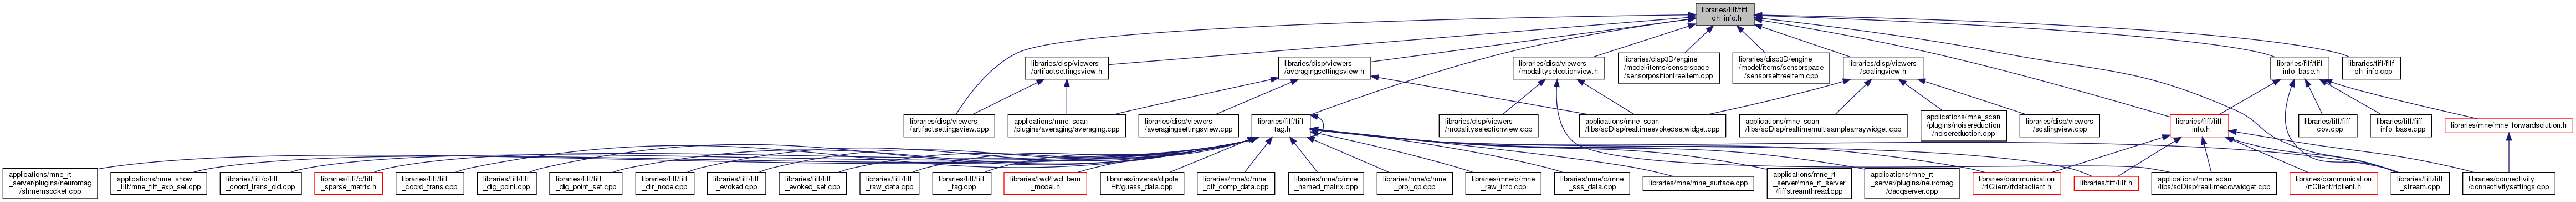 libraries/fiff/fiff
_ch_info.h
libraries/disp/viewers
/artifactsettingsview.h
libraries/disp/viewers
/averagingsettingsview.h
libraries/disp/viewers
/modalityselectionview.h
libraries/disp3D/engine
/model/items/sensorspace
/sensorpositiontreeitem.cpp
libraries/disp3D/engine
/model/items/sensorspace
/sensorsettreeitem.cpp
libraries/disp/viewers
/scalingview.h
libraries/fiff/fiff
_info_base.h
libraries/fiff/fiff
_ch_info.cpp
libraries/disp/viewers
/artifactsettingsview.cpp
applications/mne_scan
/plugins/averaging/averaging.cpp
libraries/disp/viewers
/averagingsettingsview.cpp
libraries/fiff/fiff
_tag.h
libraries/disp/viewers
/modalityselectionview.cpp
applications/mne_scan
/libs/scDisp/realtimeevokedsetwidget.cpp
applications/mne_scan
/libs/scDisp/realtimemultisamplearraywidget.cpp
applications/mne_scan
/plugins/noisereduction
/noisereduction.cpp
libraries/disp/viewers
/scalingview.cpp
libraries/fiff/fiff
_info.h
libraries/fiff/fiff
_cov.cpp
libraries/fiff/fiff
_info_base.cpp
libraries/mne/mne_forwardsolution.h
applications/mne_rt
_server/plugins/neuromag
/shmemsocket.cpp
applications/mne_show
_fiff/mne_fiff_exp_set.cpp
libraries/fiff/c/fiff
_coord_trans_old.cpp
libraries/fiff/c/fiff
_sparse_matrix.h
libraries/fiff/fiff
_coord_trans.cpp
libraries/fiff/fiff
_dig_point.cpp
libraries/fiff/fiff
_dig_point_set.cpp
libraries/fiff/fiff
_dir_node.cpp
libraries/fiff/fiff
_evoked.cpp
libraries/fiff/fiff
_evoked_set.cpp
libraries/fiff/fiff
_raw_data.cpp
libraries/fiff/fiff
_tag.cpp
libraries/fwd/fwd_bem
_model.h
libraries/inverse/dipole
Fit/guess_data.cpp
libraries/mne/c/mne
_ctf_comp_data.cpp
libraries/mne/c/mne
_named_matrix.cpp
libraries/mne/c/mne
_proj_op.cpp
libraries/mne/c/mne
_raw_info.cpp
libraries/mne/c/mne
_sss_data.cpp
libraries/mne/mne_surface.cpp
applications/mne_rt
_server/mne_rt_server
/fiffstreamthread.cpp
applications/mne_rt
_server/plugins/neuromag
/dacqserver.cpp
libraries/communication
/rtClient/rtdataclient.h
libraries/fiff/fiff.h
applications/mne_scan
/libs/scDisp/realtimecovwidget.cpp
libraries/communication
/rtClient/rtclient.h
libraries/fiff/fiff
_stream.cpp
libraries/connectivity
/connectivitysettings.cpp